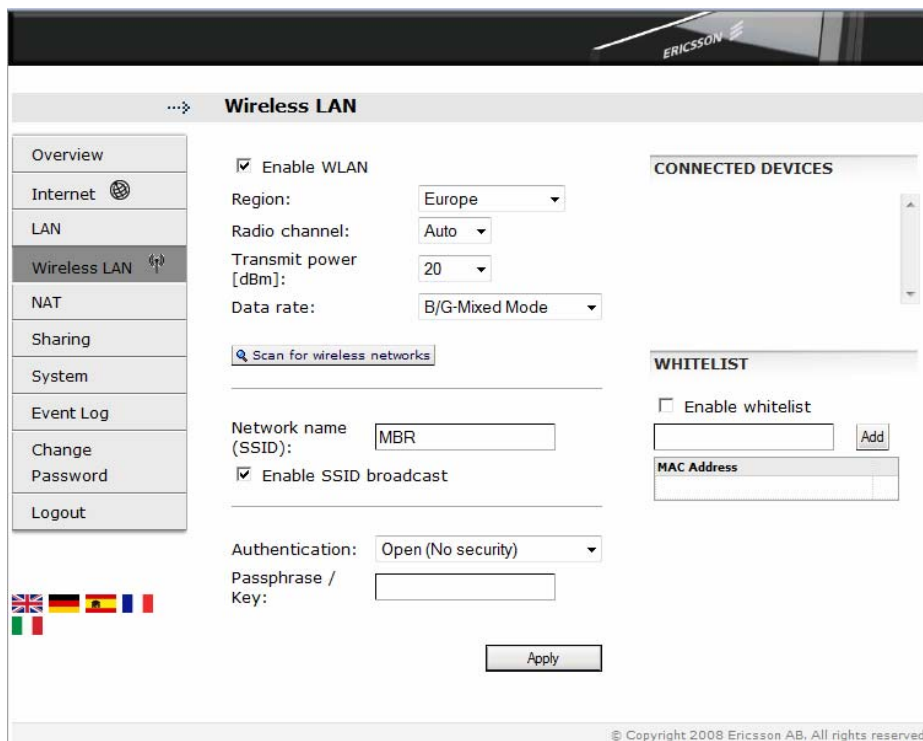 ERICSSON
Wireless LAN
Overview
Internet
LAN
Wireless LAN
NAT
Sharing
System
Event Log
Change
Password
Logout
Enable WLAN
Region: Europe
Radio channel: Auto
Transmit power
[dBm]: 20
Data rate: B/G-Mixed Mode
Scan for wireless networks
Network name
(SSID): MBR
Enable SSID broadcast
Authentication: Open (No security)
Passphrase /
Key:
Apply
CONNECTED DEVICES
WHITELIST
Enable whitelist
Add
MAC Address
© Copyright 2008 Ericsson AB. All rights reserved